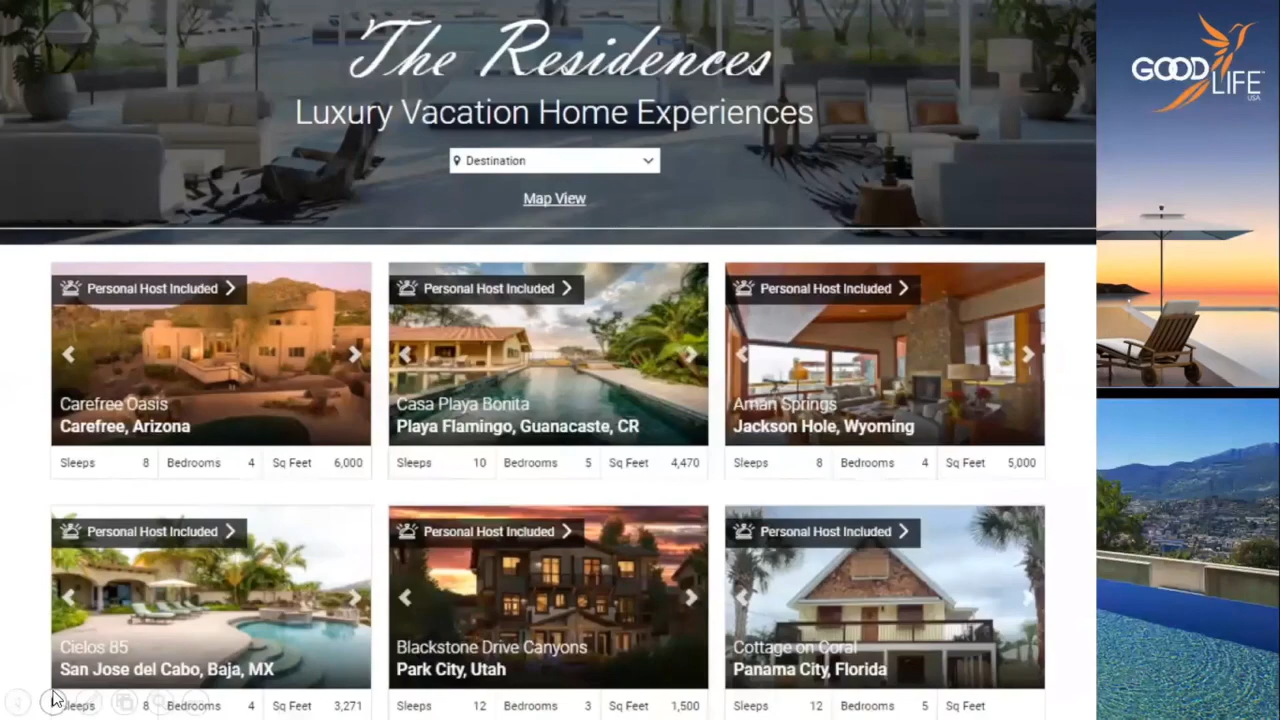 The Residences
Luxury Vacation Home Experiences
Destination
Map View
GOOD LIFE
USA
Personal Host Included
Carefree Oasis
Carefree, Arizona
Sleeps 8 Bedrooms 4 Sq Feet 6,000
Personal Host Included
Casa Playa Bonita
Playa Flamingo, Guanacaste, CR
Sleeps 10 Bedrooms 5 Sq Feet 4,470
Personal Host Included
Aman Springs
Jackson Hole, Wyoming
Sleeps 8 Bedrooms 4 Sq Feet 5,000
Personal Host Included
Cielos 85
San Jose del Cabo, Baja, MX
Sleeps 8 Bedrooms 4 Sq Feet 3,271
Personal Host Included
Blackstone Drive Canyons
Park City, Utah
Sleeps 12 Bedrooms 3 Sq Feet 1,500
Personal Host Included
Cottage on Coral
Panama City, Florida
Sleeps 12 Bedrooms 5 Sq Feet